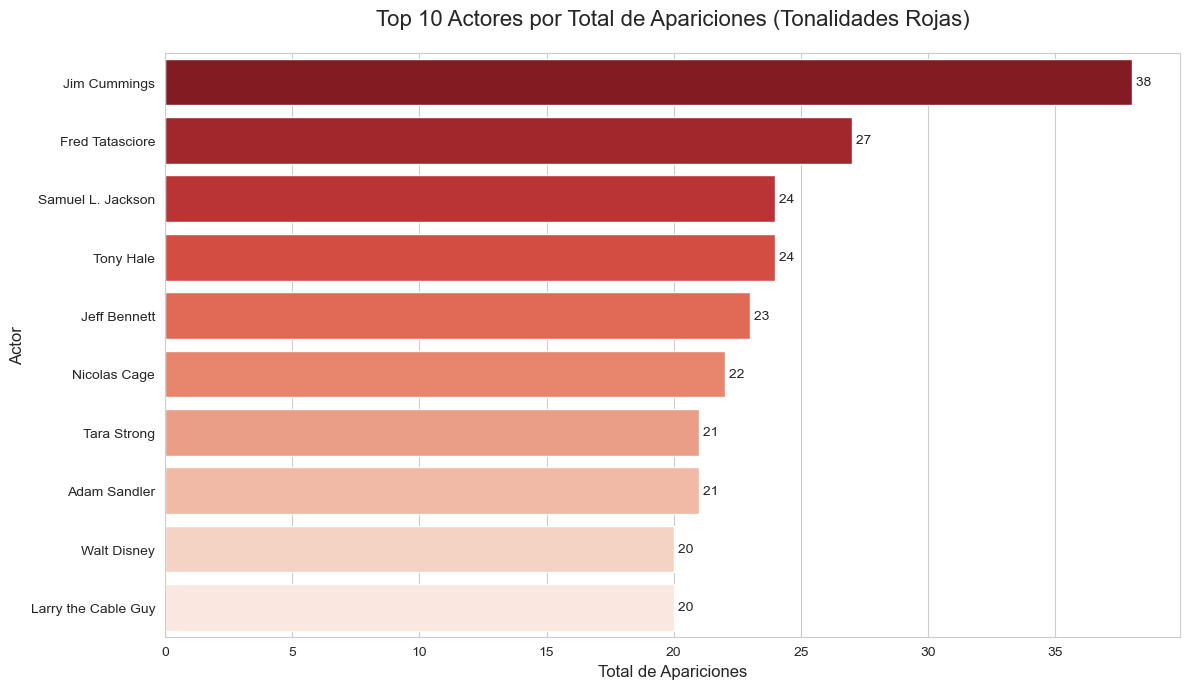 Top 10 Actores por Total de Apariciones (Tonalidades Rojas)
Actor
Jim Cummings 38
Fred Tatasciore 27
Samuel L. Jackson 24
Tony Hale 24
Jeff Bennett 23
Nicolas Cage 22
Tara Strong 21
Adam Sandler 21
Walt Disney 20
Larry the Cable Guy 20
0 5 10 15 20 25 30 35
Total de Apariciones